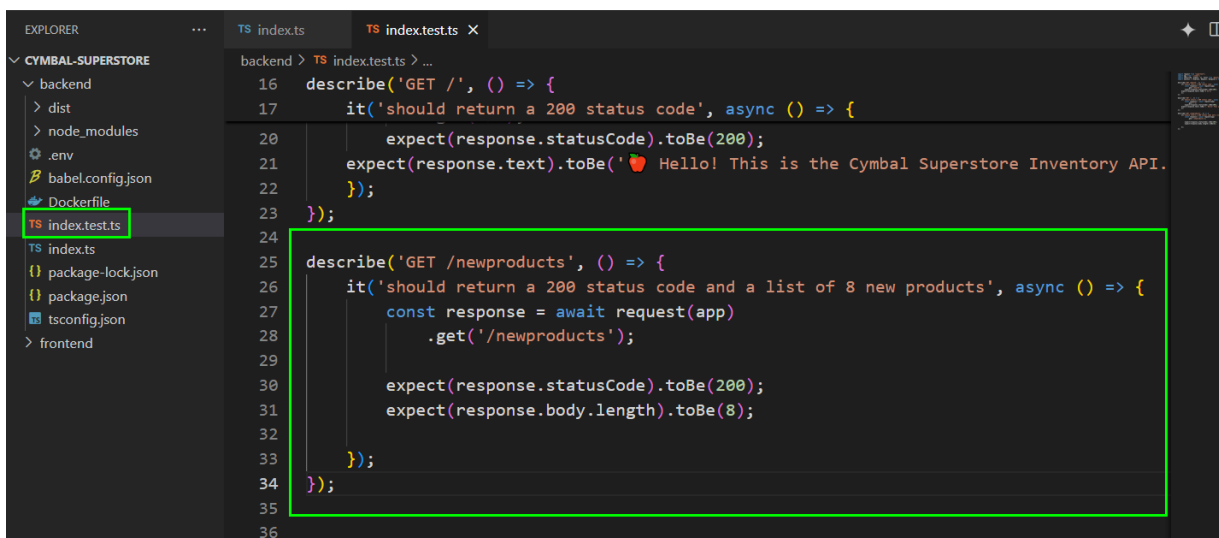 EXPLORER ...
CYMBAL-SUPERSTORE
backend
dist
node_modules
.env
babel.config.json
Dockerfile
TS index.test.ts
TS index.ts
{} package-lock.json
{} package.json
TS tsconfig.json
frontend
TS index.ts TS index.test.ts ×
backend > TS index.test.ts > ...
16 describe('GET /', () => {
17 it('should return a 200 status code', async () => {
20 expect(response.statusCode).toBe(200);
21 expect(response.text).toBe('🍎 Hello! This is the Cymbal Superstore Inventory API.
22 });
23 });
24
25 describe('GET /newproducts', () => {
26 it('should return a 200 status code and a list of 8 new products', async () => {
27 const response = await request(app)
28 .get('/newproducts');
29
30 expect(response.statusCode).toBe(200);
31 expect(response.body.length).toBe(8);
32
33 });
34 });
35
36